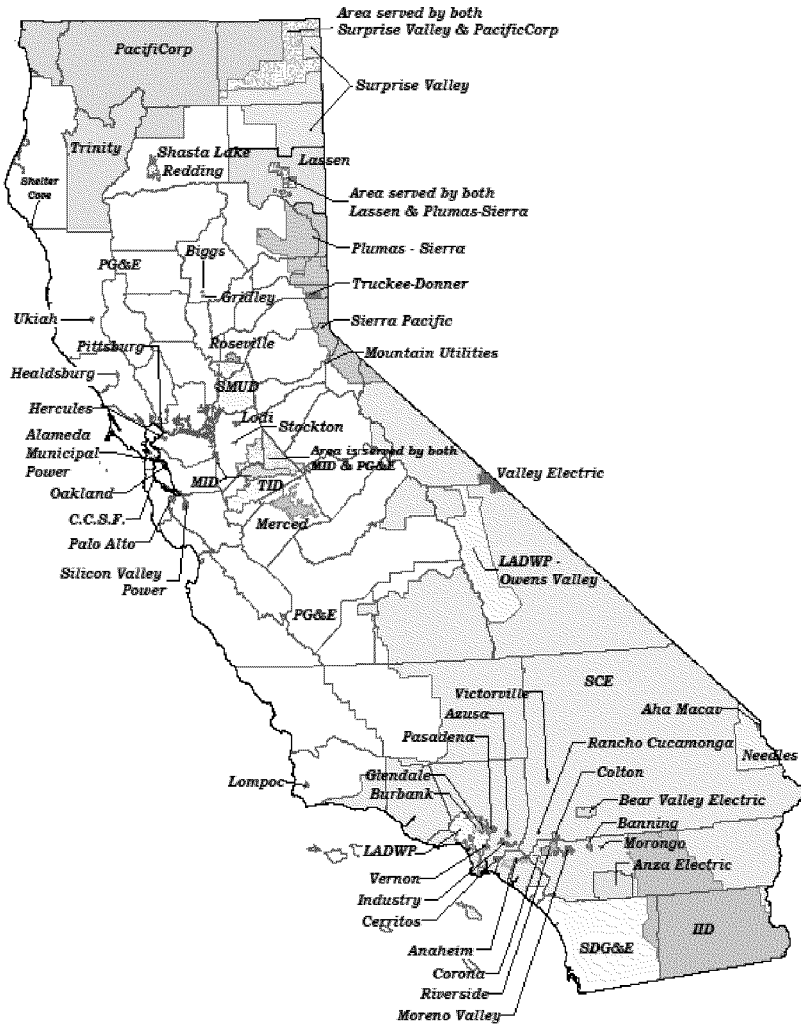 Area served by both
Surprise Valley & PacificCorp
PacifiCorp
Surprise Valley
Trinity
Shasta Lake
Redding
Lassen
Shelter
Cove
Area served by both
Lassen & Plumas-Sierra
Biggs
Plumas - Sierra
PG&E
Gridley
Truckee-Donner
Ukiah
Sierra Pacific
Pittsburg
Roseville
Mountain Utilities
Healdsburg
SMUD
Hercules
Lodi
Stockton
Alameda
Municipal
Power
Area is served by both
MID & PG&E
Valley Electric
MID
TID
Oakland
C.C.S.F.
Merced
Palo Alto
LADWP -
Owens Valley
Silicon Valley
Power
PG&E
SCE
Victorville
Aha Macav
Azusa
Pasadena
Rancho Cucamonga
Needles
Glendale
Colton
Lompoc
Burbank
Bear Valley Electric
Banning
LADWP
Morongo
Vernon
Anza Electric
Industry
Cerritos
IID
Anaheim
SDG&E
Corona
Riverside
Moreno Valley